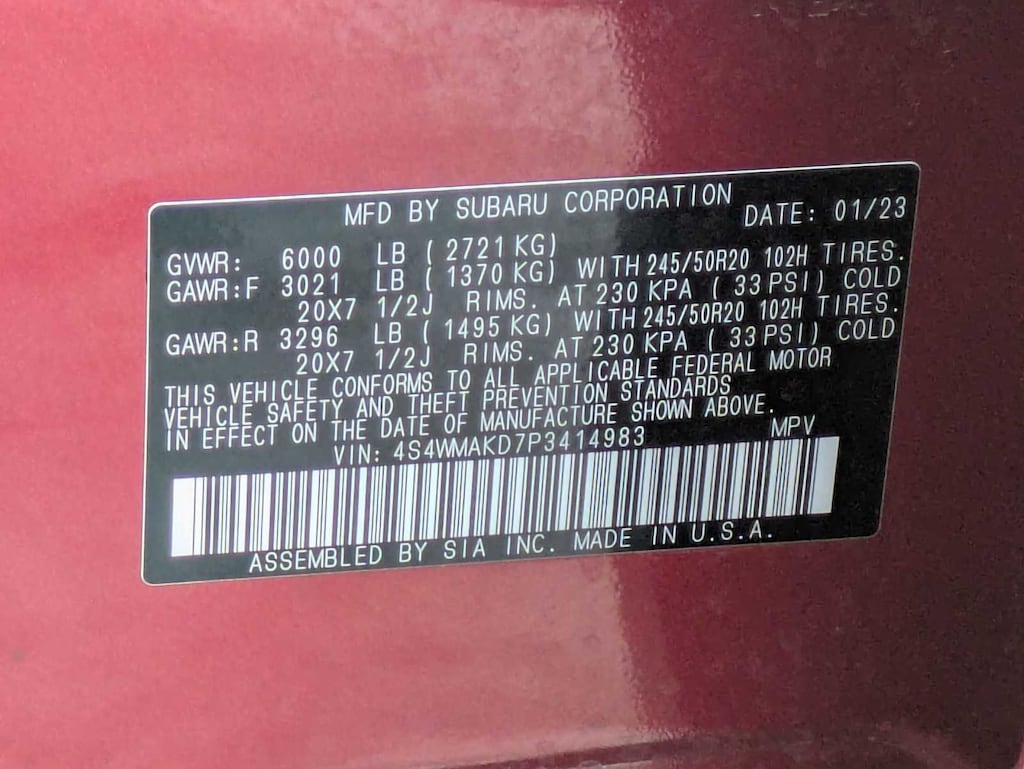 MFD BY SUBARU CORPORATION DATE: 01/23
GVWR: 6000 LB ( 2721 KG)
GAWR:F 3021 LB ( 1370 KG) WITH 245/50R20 102H TIRES.
20X7 1/2J RIMS. AT 230 KPA ( 33 PSI) COLD
GAWR:R 3296 LB ( 1495 KG) WITH 245/50R20 102H TIRES.
20X7 1/2J RIMS. AT 230 KPA ( 33 PSI) COLD
THIS VEHICLE CONFORMS TO ALL APPLICABLE FEDERAL MOTOR
VEHICLE SAFETY AND THEFT PREVENTION STANDARDS
IN EFFECT ON THE DATE OF MANUFACTURE SHOWN ABOVE.
VIN: 4S4WMAKD7P3414983 MPV
ASSEMBLED BY SIA INC. MADE IN U.S.A.